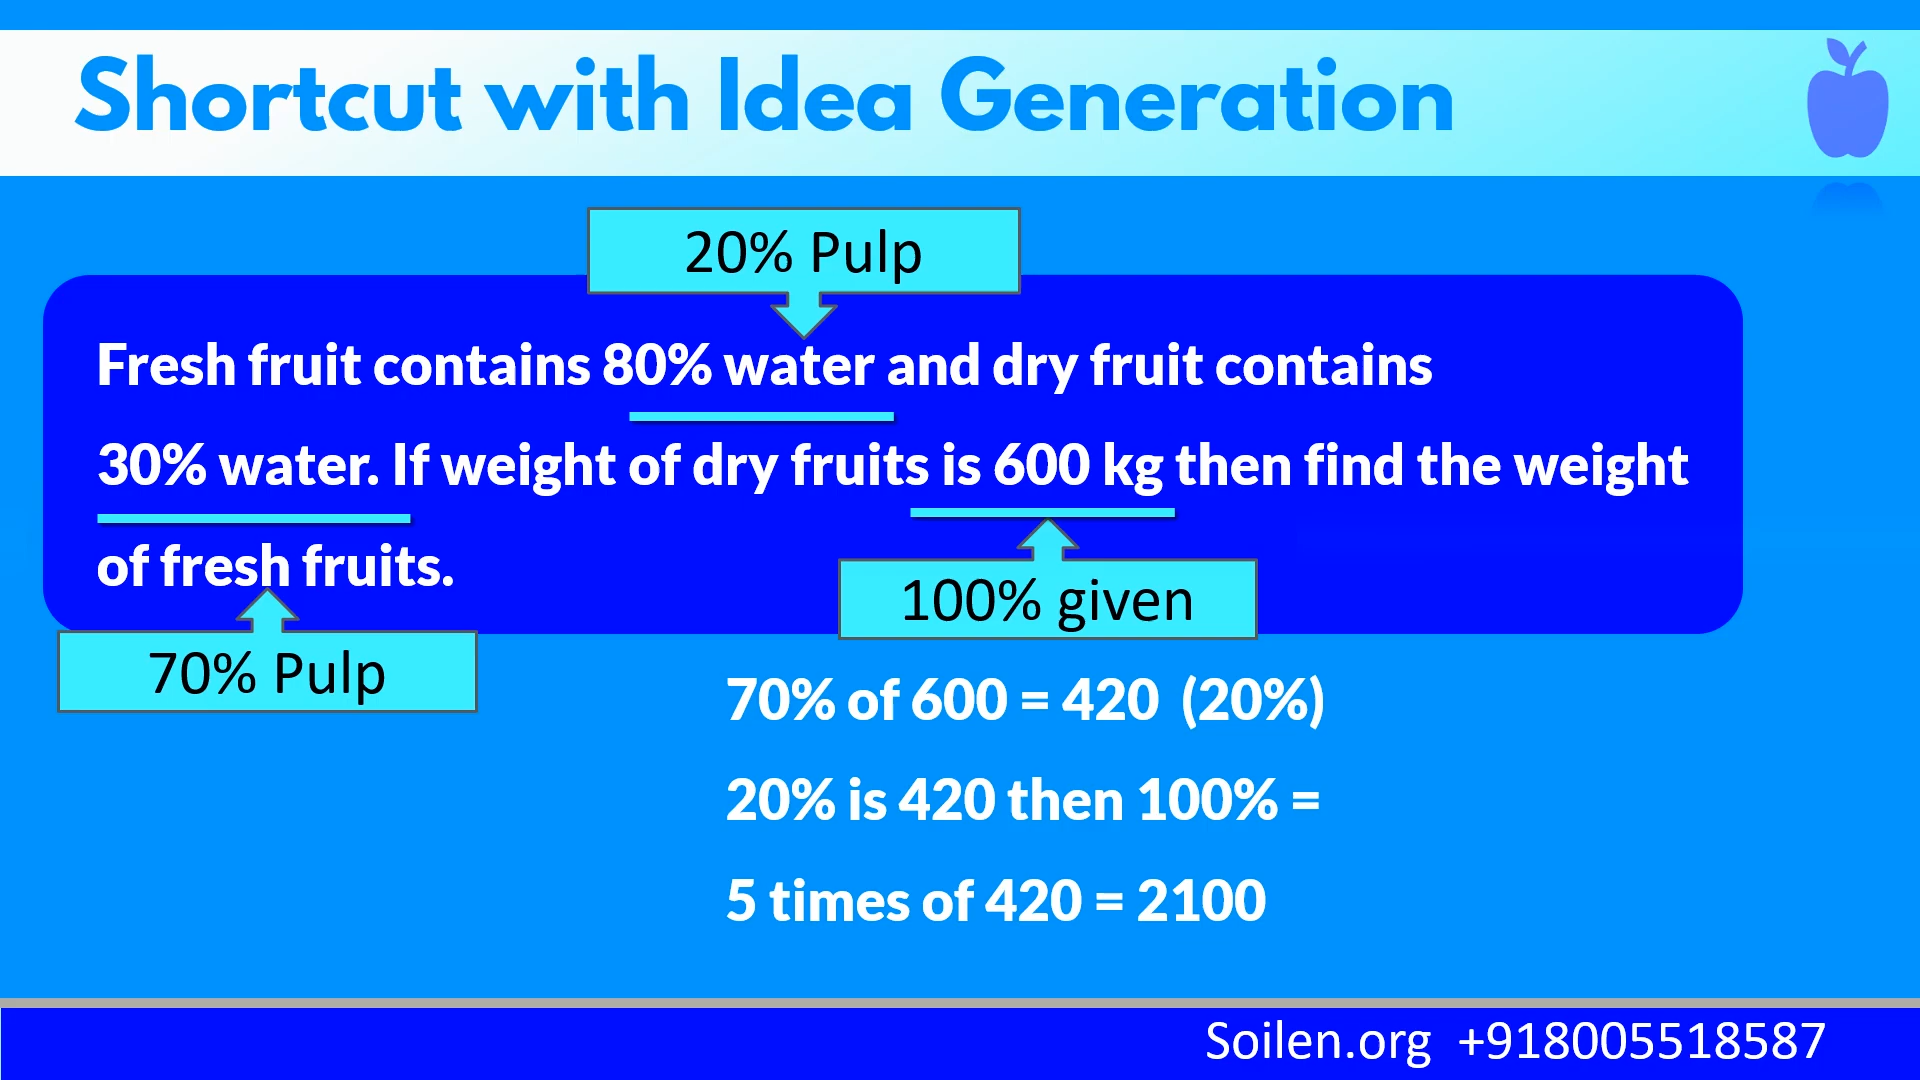 Shortcut with Idea Generation
20% Pulp
Fresh fruit contains 80% water and dry fruit contains
30% water. If weight of dry fruits is 600 kg then find the weight
of fresh fruits.
100% given
70% Pulp
70% of 600 = 420 (20%)
20% is 420 then 100% =
5 times of 420 = 2100
Soilen.org +918005518587